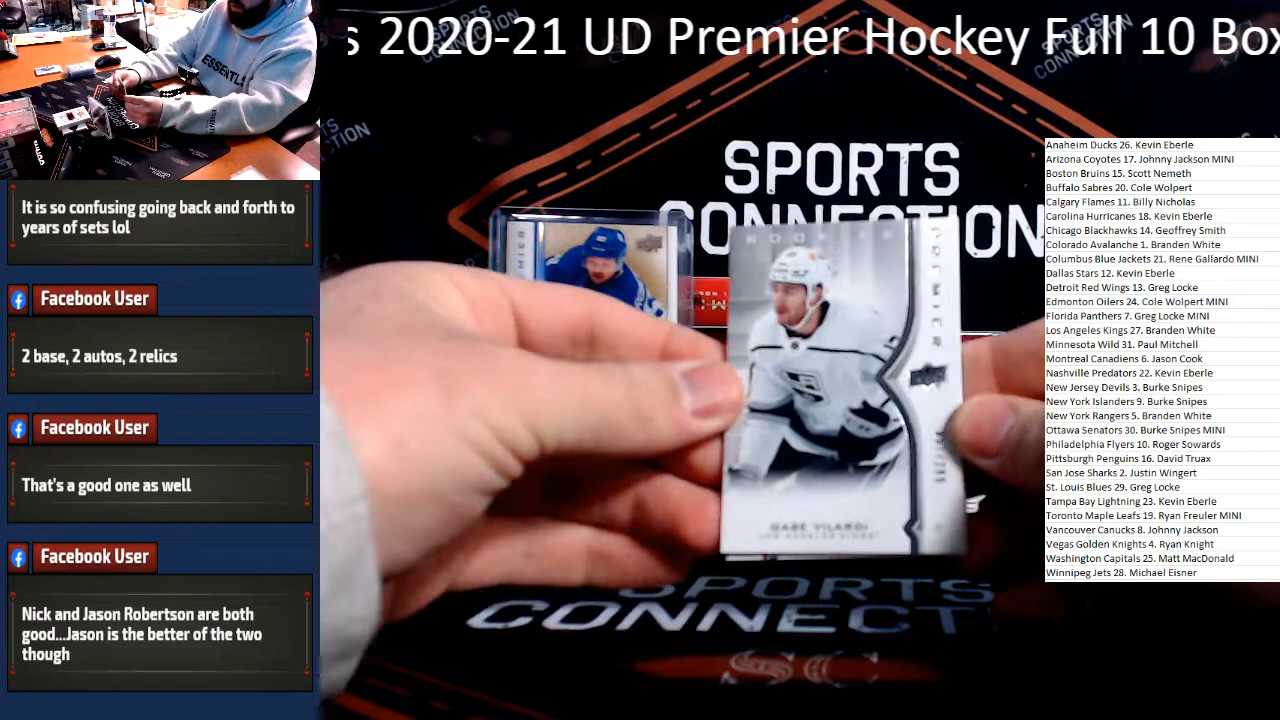 s 2020-21 UD Premier Hockey Full 10 Box
SPORTS
CONNECTION
It is so confusing going back and forth to
years of sets lol
Facebook User
2 base, 2 autos, 2 relics
Facebook User
That's a good one as well
Facebook User
Nick and Jason Robertson are both
good...Jason is the better of the two
though
ESSENTIALS
ROOKIES
PREMIER
GABE VILARDI
LOS ANGELES KINGS
SPORTS
CONNECT
SC
Anaheim Ducks 26. Kevin Eberle
Arizona Coyotes 17. Johnny Jackson MINI
Boston Bruins 15. Scott Nemeth
Buffalo Sabres 20. Cole Wolpert
Calgary Flames 11. Billy Nicholas
Carolina Hurricanes 18. Kevin Eberle
Chicago Blackhawks 14. Geoffrey Smith
Colorado Avalanche 1. Branden White
Columbus Blue Jackets 21. Rene Gallardo MINI
Dallas Stars 12. Kevin Eberle
Detroit Red Wings 13. Greg Locke
Edmonton Oilers 24. Cole Wolpert MINI
Florida Panthers 7. Greg Locke MINI
Los Angeles Kings 27. Branden White
Minnesota Wild 31. Paul Mitchell
Montreal Canadiens 6. Jason Cook
Nashville Predators 22. Kevin Eberle
New Jersey Devils 3. Burke Snipes
New York Islanders 9. Burke Snipes
New York Rangers 5. Branden White
Ottawa Senators 30. Burke Snipes MINI
Philadelphia Flyers 10. Roger Sowards
Pittsburgh Penguins 16. David Truax
San Jose Sharks 2. Justin Wingert
St. Louis Blues 29. Greg Locke
Tampa Bay Lightning 23. Kevin Eberle
Toronto Maple Leafs 19. Ryan Freuler MINI
Vancouver Canucks 8. Johnny Jackson
Vegas Golden Knights 4. Ryan Knight
Washington Capitals 25. Matt MacDonald
Winnipeg Jets 28. Michael Eisner